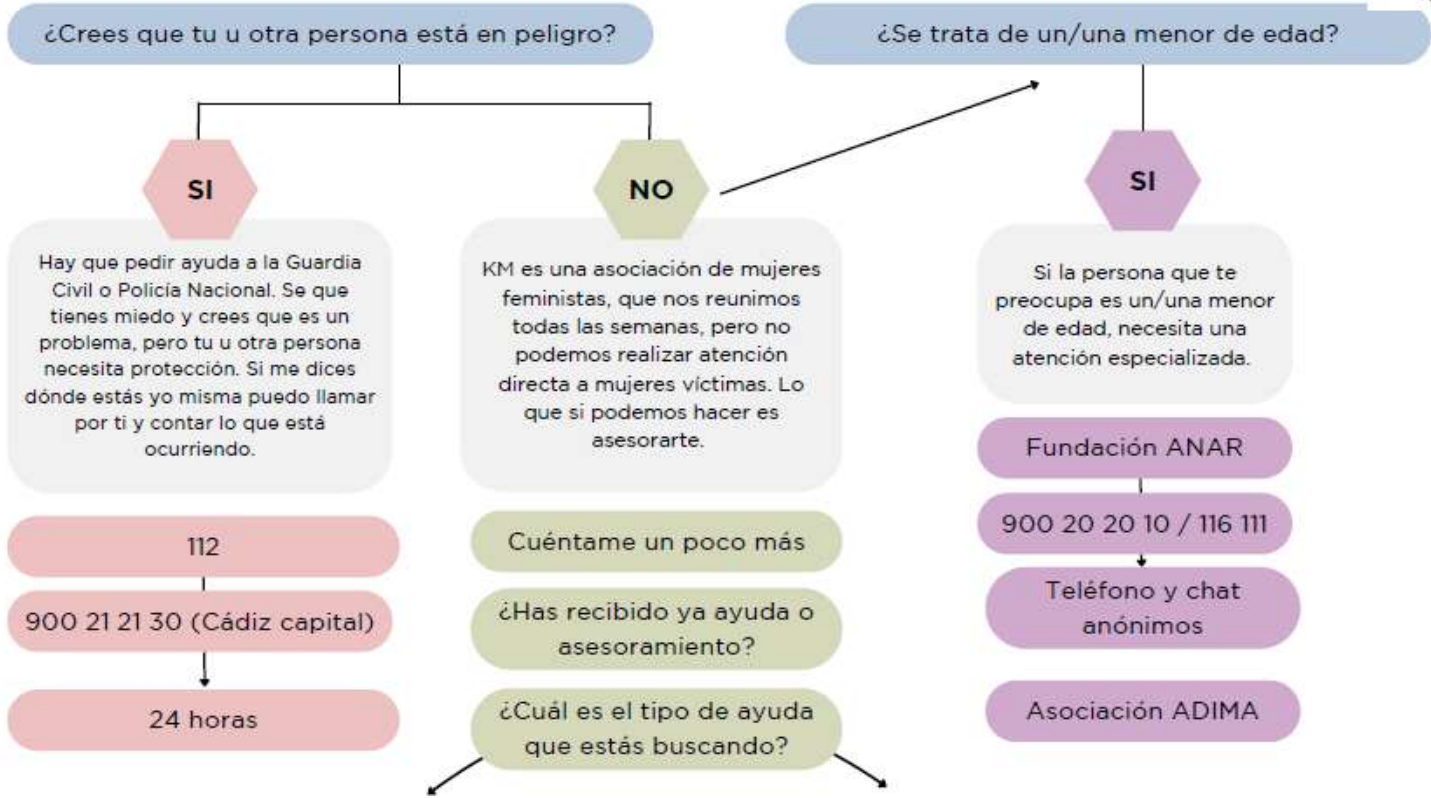 ¿Crees que tu u otra persona está en peligro?
SI
Hay que pedir ayuda a la Guardia
Civil o Policía Nacional. Se que
tienes miedo y crees que es un
problema, pero tu u otra persona
necesita protección. Si me dices
dónde estás yo misma puedo llamar
por ti y contar lo que está
ocurriendo.
112
900 21 21 30 (Cádiz capital)
24 horas
NO
KM es una asociación de mujeres
feministas, que nos reunimos
todas las semanas, pero no
podemos realizar atención
directa a mujeres víctimas. Lo
que si podemos hacer es
asesorarte.
Cuéntame un poco más
¿Has recibido ya ayuda o
asesoramiento?
¿Cuál es el tipo de ayuda
que estás buscando?
¿Se trata de un/una menor de edad?
SI
Si la persona que te
preocupa es un/una menor
de edad, necesita una
atención especializada.
Fundación ANAR
900 20 20 10 / 116 111
Teléfono y chat
anónimos
Asociación ADIMA